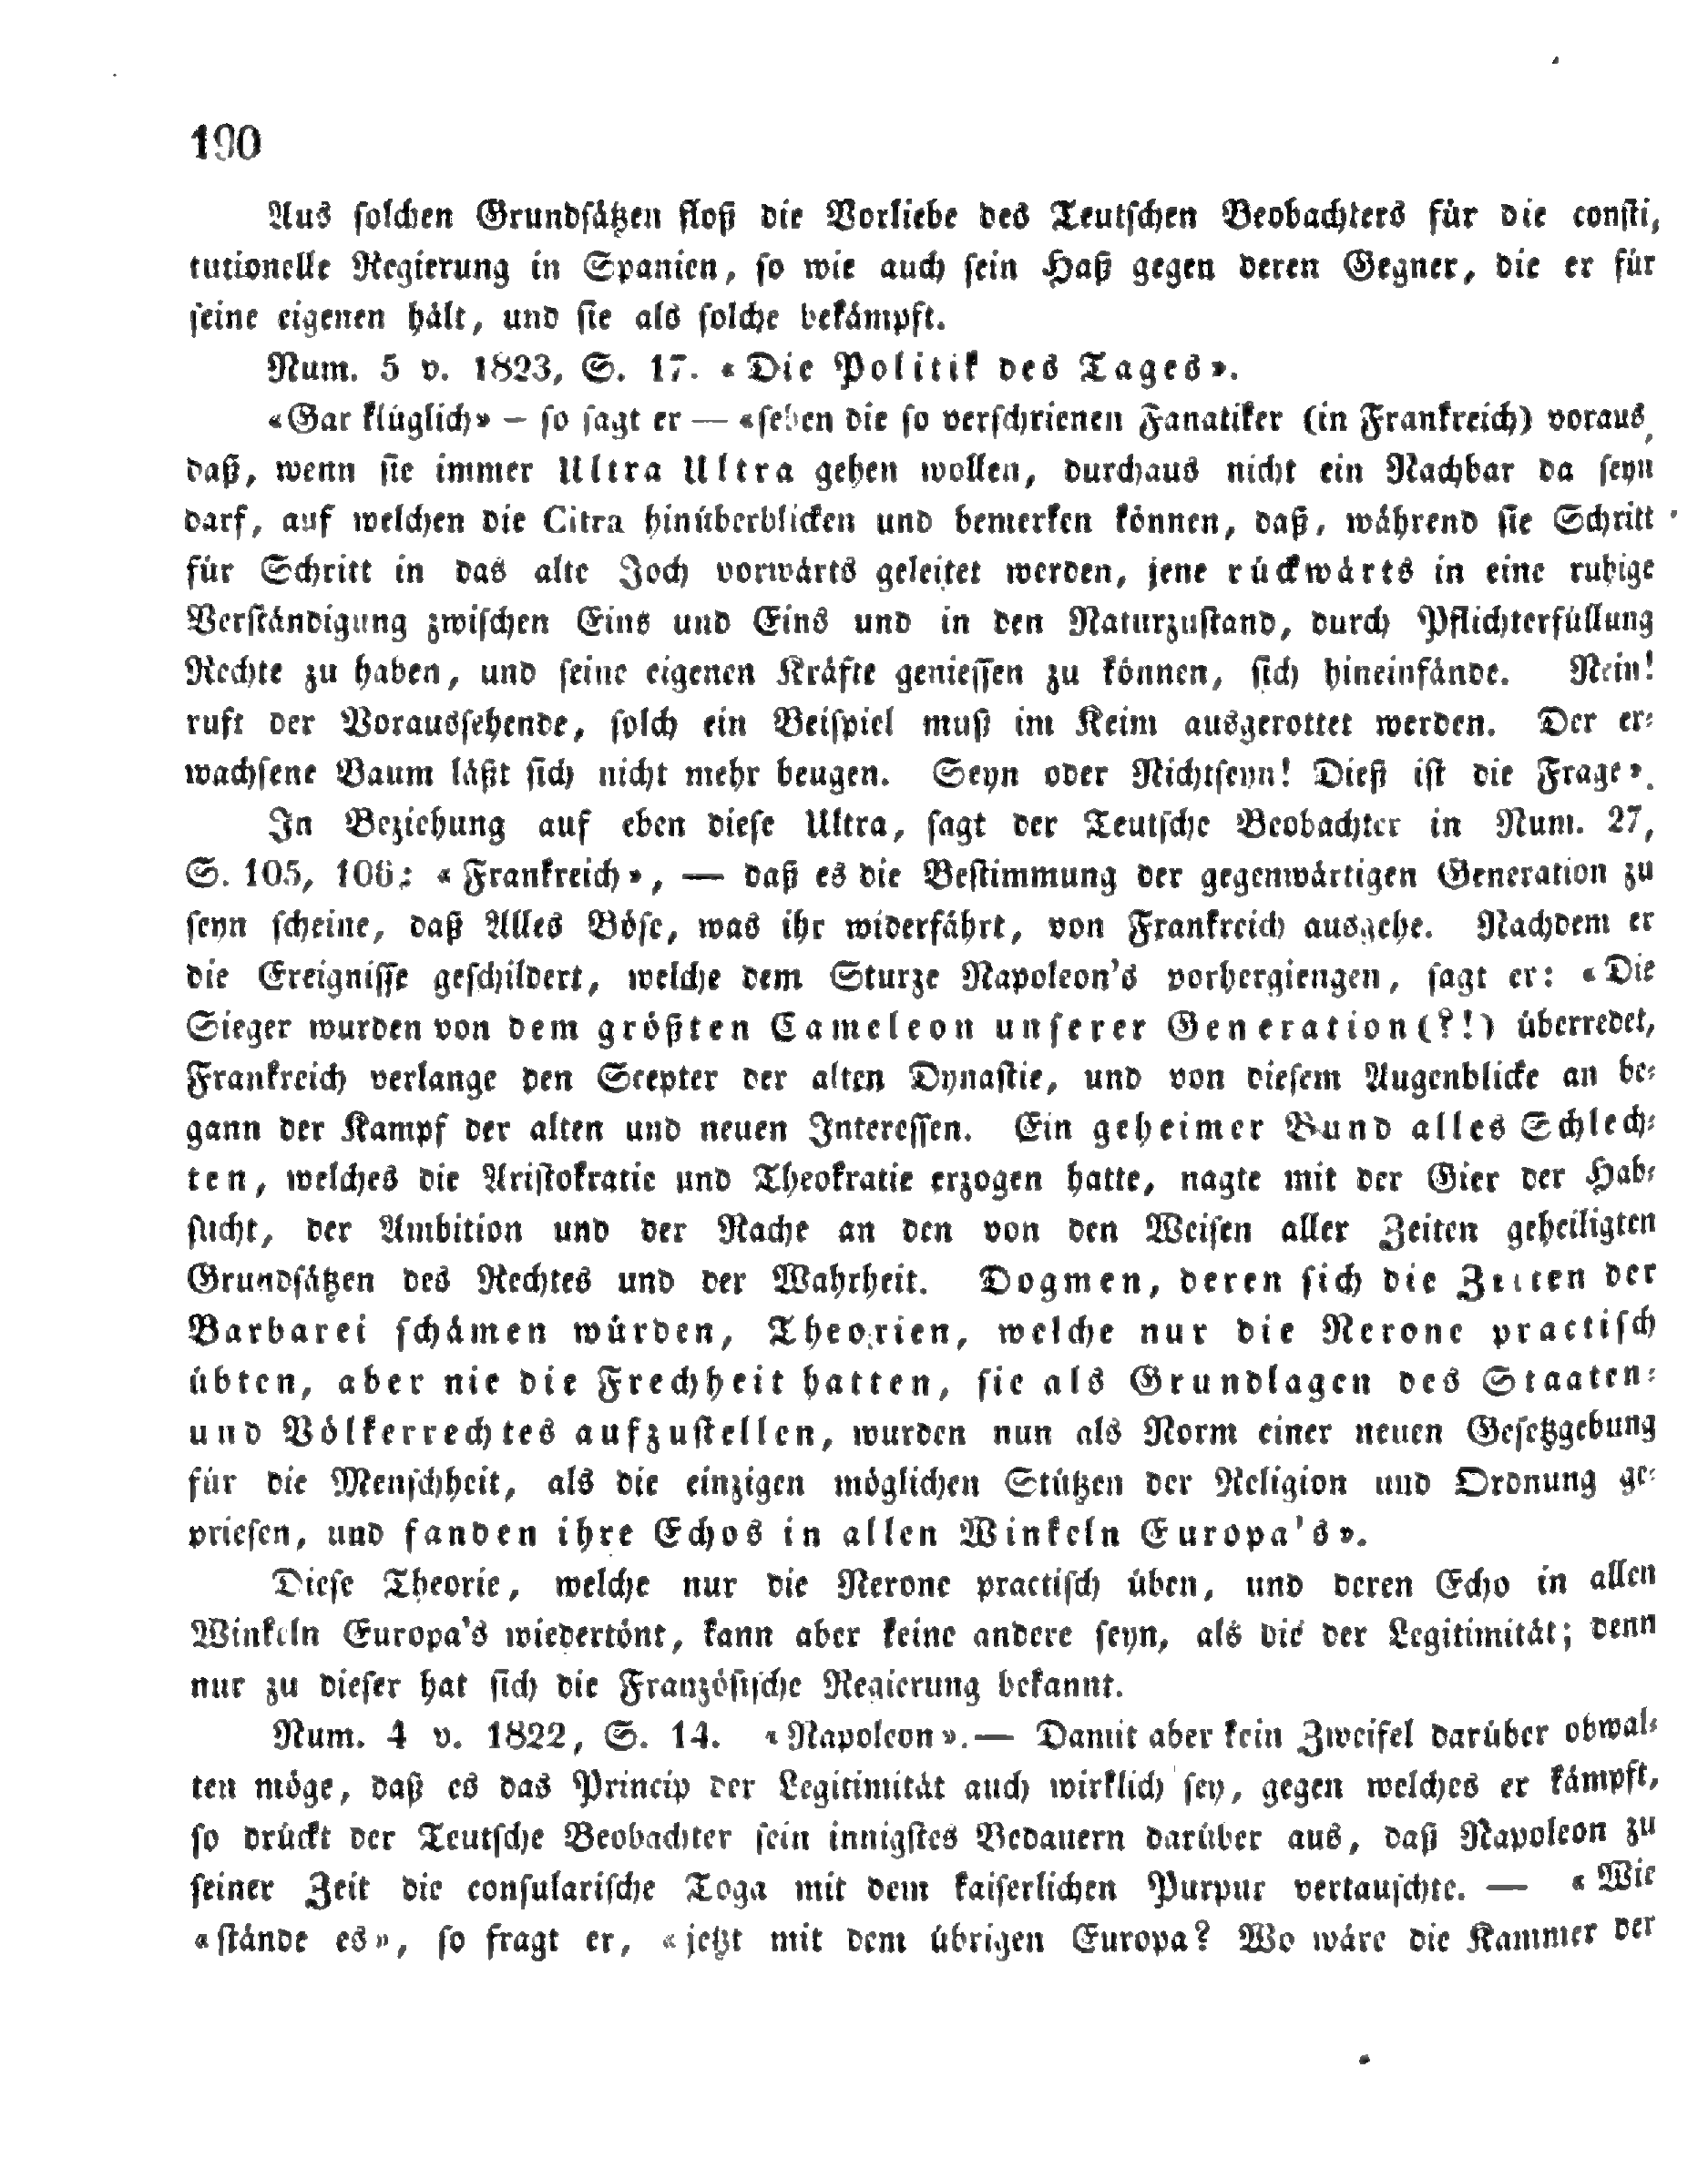 190
Aus solchen Grundsätzen floß die Vorliebe des Teutschen Beobachters für die consti,
tutionelle Regierung in Spanien, so wie auch sein Haß gegen deren Gegner, die er für
seine eigenen hält, und sie als solche bekämpft.
Num. 5 v. 1823, S. 17. «Die Politik des Tages».
«Gar klüglich» — so sagt er — «sehen die so verschrienen Fanatiker (in Frankreich) voraus,
daß, wenn sie immer Ultra Ultra gehen wollen, durchaus nicht ein Nachbar da seyn
darf, auf welchen die Citra hinüberblicken und bemerken können, daß, während sie Schritt
für Schritt in das alte Joch vorwärts geleitet werden, jene rückwärts in eine ruhige
Verständigung zwischen Eins und Eins und in den Naturzustand, durch Pflichterfüllung
Rechte zu haben, und seine eigenen Kräfte geniessen zu können, sich hineinfände. Nein!
ruft der Voraussehende, solch ein Beispiel muß im Keim ausgerottet werden. Der er-
wachsene Baum läßt sich nicht mehr beugen. Seyn oder Nichtseyn! Dieß ist die Frage».
In Beziehung auf eben diese Ultra, sagt der Teutsche Beobachter in Num. 27,
S. 105, 106: «Frankreich», — daß es die Bestimmung der gegenwärtigen Generation zu
seyn scheine, daß Alles Böse, was ihr widerfährt, von Frankreich ausgehe. Nachdem er
die Ereignisse geschildert, welche dem Sturze Napoleon's vorhergiengen, sagt er: «Die
Sieger wurden von dem größten Cameleon unserer Generation(?!) überredet,
Frankreich verlange den Scepter der alten Dynastie, und von diesem Augenblicke an be-
gann der Kampf der alten und neuen Interessen. Ein geheimer Bund alles Schlech-
ten, welches die Aristokratie und Theokratie erzogen hatte, nagte mit der Gier der Hab-
sucht, der Ambition und der Rache an den von den Weisen aller Zeiten geheiligten
Grundsätzen des Rechtes und der Wahrheit. Dogmen, deren sich die Zeiten der
Barbarei schämen würden, Theorien, welche nur die Nerone practisch
übten, aber nie die Frechheit hatten, sie als Grundlagen des Staaten-
und Völkerrechtes aufzustellen, wurden nun als Norm einer neuen Gesetzgebung
für die Menschheit, als die einzigen möglichen Stützen der Religion und Ordnung ge-
priesen, und fanden ihre Echos in allen Winkeln Europa's».
Diese Theorie, welche nur die Nerone practisch üben, und deren Echo in allen
Winkeln Europa's wiedertönt, kann aber keine andere seyn, als die der Legitimität; denn
nur zu dieser hat sich die Französische Regierung bekannt.
Num. 4 v. 1822, S. 14. «Napoleon». — Damit aber kein Zweifel darüber obwal-
ten möge, daß es das Princip der Legitimität auch wirklich sey, gegen welches er kämpft,
so drückt der Teutsche Beobachter sein innigstes Bedauern darüber aus, daß Napoleon zu
seiner Zeit die consularische Toga mit dem kaiserlichen Purpur vertauschte. — «Wie
«stände es», so fragt er, «jetzt mit dem übrigen Europa? Wo wäre die Kammer der